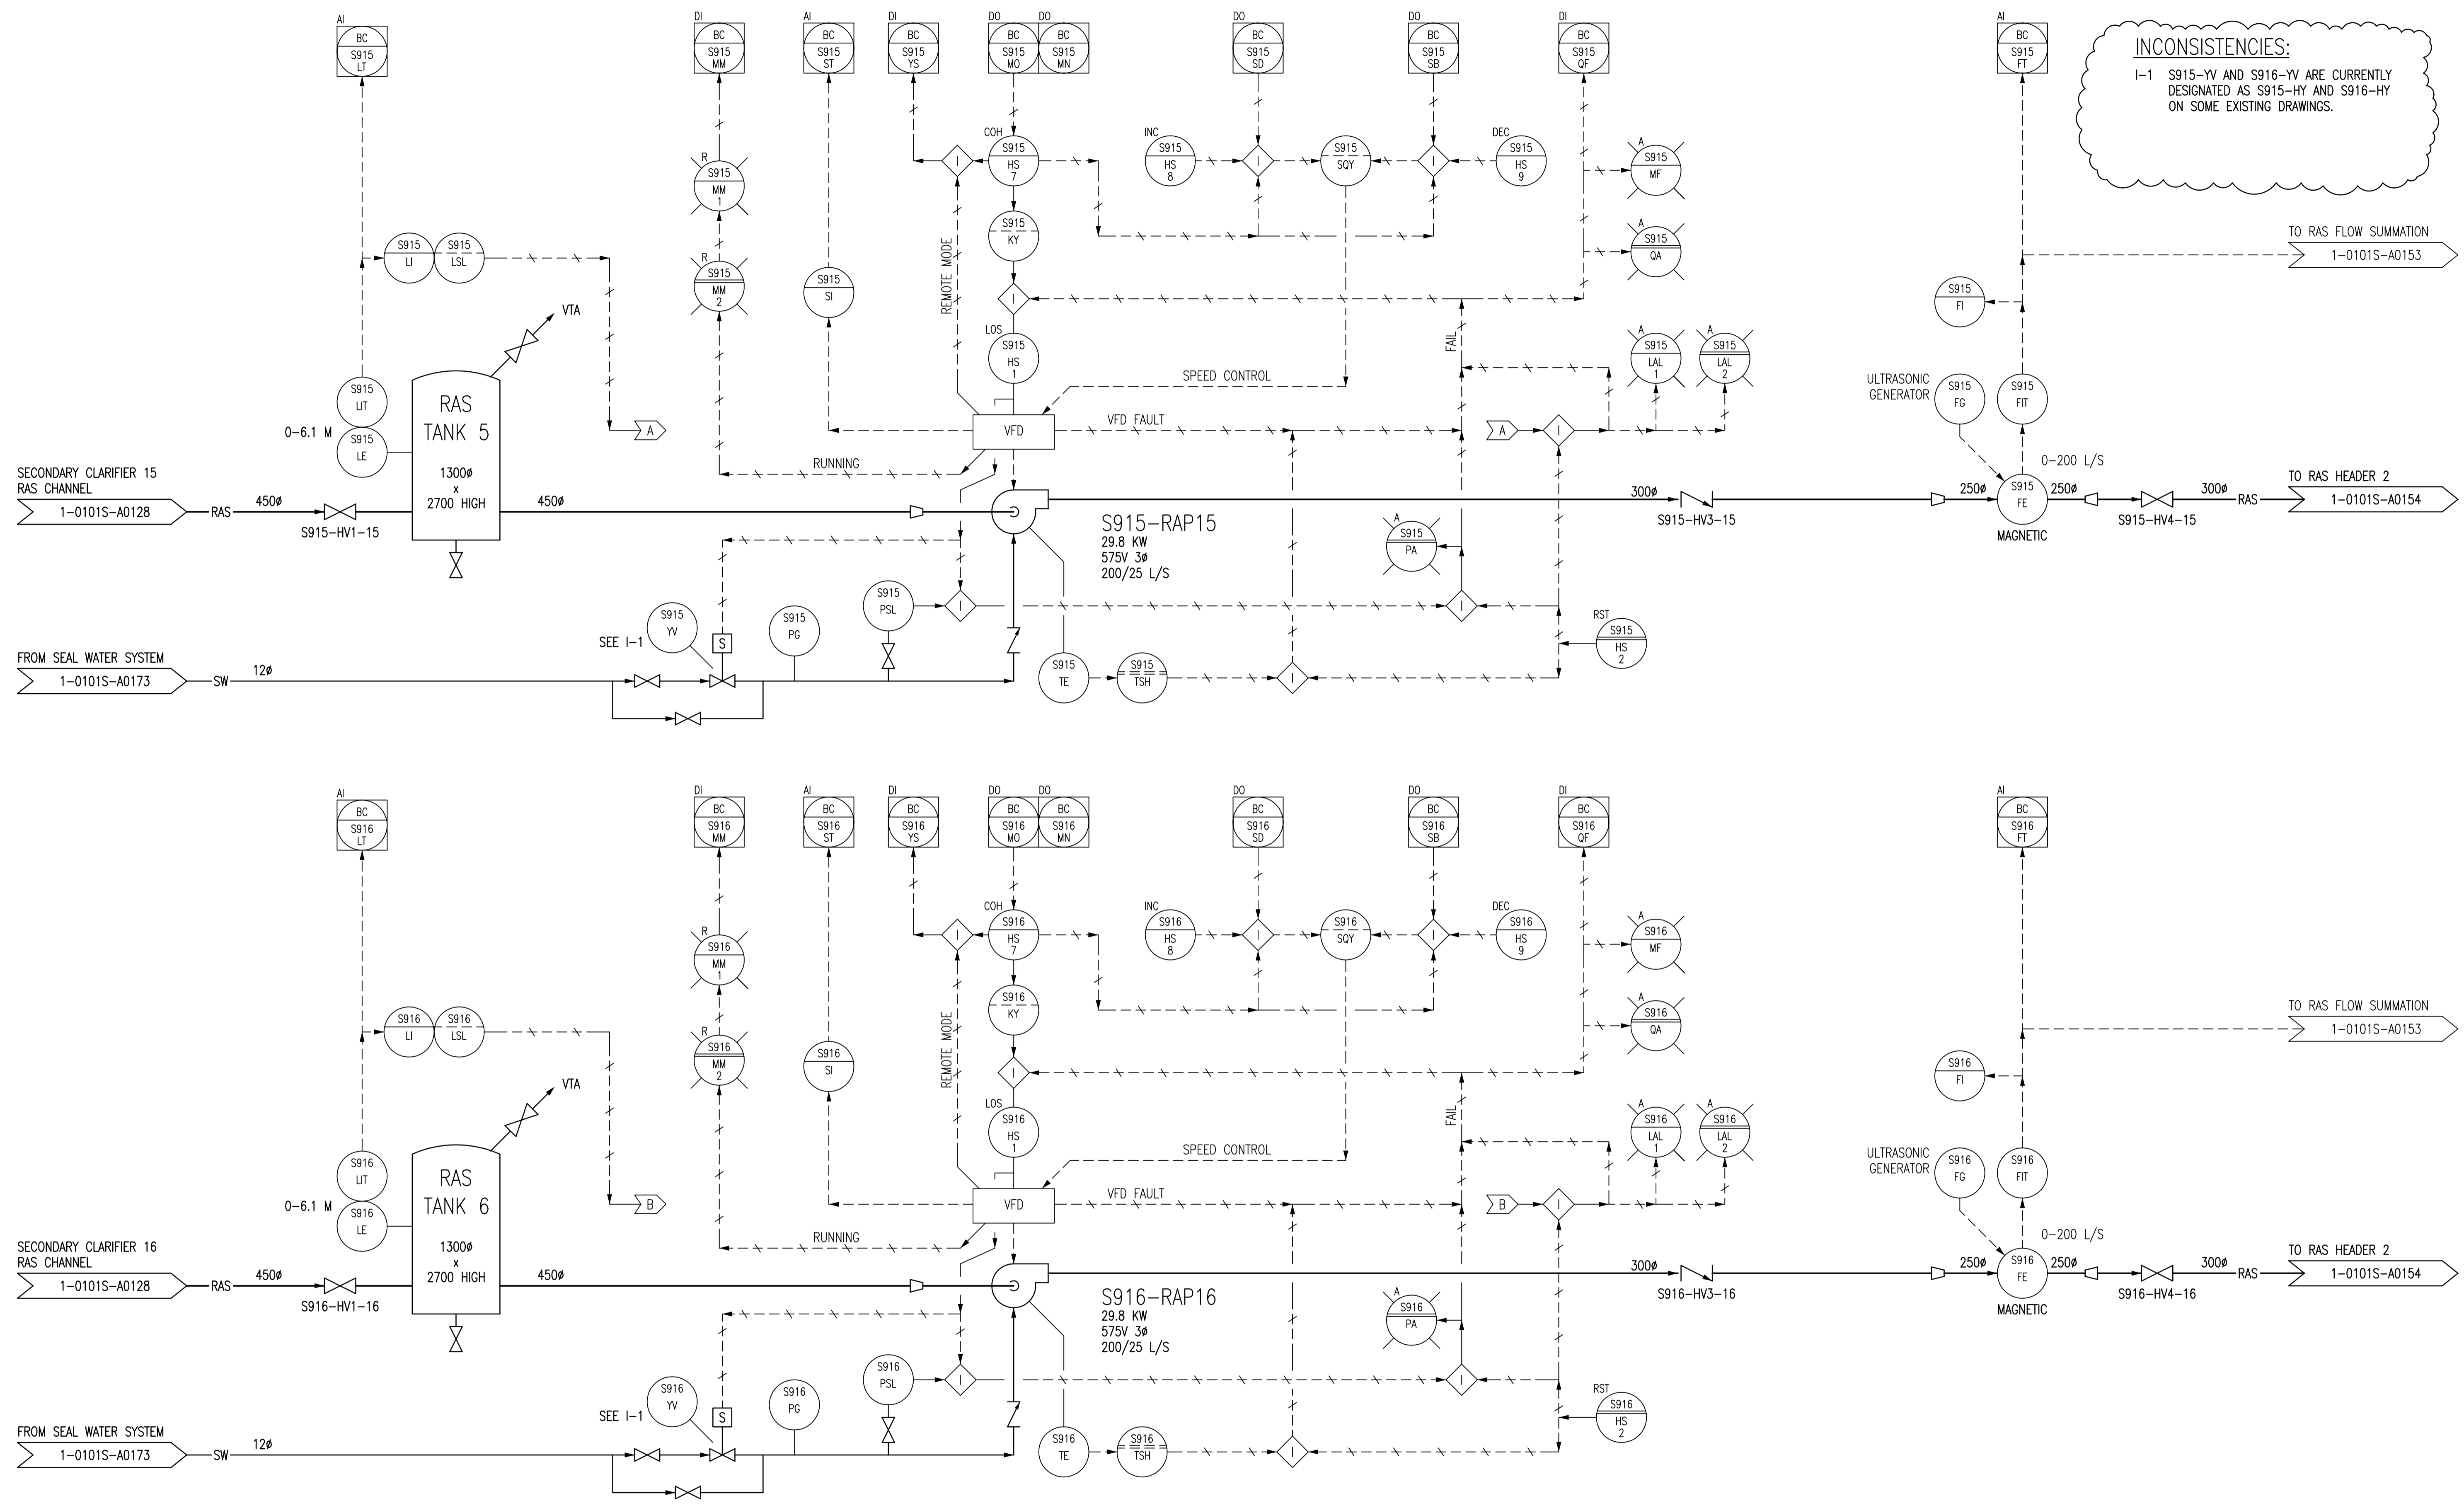 AI
BC
S915
LT
DI
BC
S915
MM
AI
BC
S915
ST
DI
BC
S915
YS
DO
BC
S915
MO
DO
BC
S915
MN
DO
BC
S915
SD
DO
BC
S915
SB
DI
BC
S915
QF
AI
BC
S915
FT
INCONSISTENCIES:
I-1 S915-YV AND S916-YV ARE CURRENTLY
DESIGNATED AS S915-HY AND S916-HY
ON SOME EXISTING DRAWINGS.
COH
S915
HS
7
I
INC
S915
HS
8
I
S915
SQY
I
DEC
S915
HS
9
A
S915
MF
R
S915
MM
1
S915
KY
A
S915
QA
S915
LI
S915
LSL
R
S915
MM
2
S915
SI
REMOTE MODE
I
TO RAS FLOW SUMMATION
1-0101S-A0153
S915
FI
VTA
LOS
S915
HS
1
FAIL
A
S915
LAL
1
A
S915
LAL
2
SPEED CONTROL
ULTRASONIC
GENERATOR
S915
FG
S915
FIT
S915
LIT
0-6.1 M
S915
LE
RAS
TANK 5
1300ø
x
2700 HIGH
A
VFD
VFD FAULT
A
I
RUNNING
0-200 L/S
SECONDARY CLARIFIER 15
RAS CHANNEL
1-0101S-A0128
RAS
450ø
S915-HV1-15
450ø
S915-RAP15
29.8 KW
575V 3ø
200/25 L/S
300ø
S915-HV3-15
250ø
S915
FE
MAGNETIC
250ø
S915-HV4-15
300ø
RAS
TO RAS HEADER 2
1-0101S-A0154
A
S915
PA
S915
PSL
I
I
SEE I-1
S915
YV
S
S915
PG
RST
S915
HS
2
FROM SEAL WATER SYSTEM
1-0101S-A0173
SW
12ø
S915
TE
S915
TSH
I
AI
BC
S916
LT
DI
BC
S916
MM
AI
BC
S916
ST
DI
BC
S916
YS
DO
BC
S916
MO
DO
BC
S916
MN
DO
BC
S916
SD
DO
BC
S916
SB
DI
BC
S916
QF
AI
BC
S916
FT
COH
S916
HS
7
I
INC
S916
HS
8
I
S916
SQY
I
DEC
S916
HS
9
A
S916
MF
R
S916
MM
1
S916
KY
A
S916
QA
S916
LI
S916
LSL
R
S916
MM
2
S916
SI
REMOTE MODE
I
TO RAS FLOW SUMMATION
1-0101S-A0153
S916
FI
VTA
LOS
S916
HS
1
FAIL
A
S916
LAL
1
A
S916
LAL
2
SPEED CONTROL
ULTRASONIC
GENERATOR
S916
FG
S916
FIT
S916
LIT
0-6.1 M
S916
LE
RAS
TANK 6
1300ø
x
2700 HIGH
B
VFD
VFD FAULT
B
I
RUNNING
0-200 L/S
SECONDARY CLARIFIER 16
RAS CHANNEL
1-0101S-A0128
RAS
450ø
S916-HV1-16
450ø
S916-RAP16
29.8 KW
575V 3ø
200/25 L/S
300ø
S916-HV3-16
250ø
S916
FE
MAGNETIC
250ø
S916-HV4-16
300ø
RAS
TO RAS HEADER 2
1-0101S-A0154
A
S916
PA
S916
PSL
I
I
SEE I-1
S916
YV
S
S916
PG
RST
S916
HS
2
FROM SEAL WATER SYSTEM
1-0101S-A0173
SW
12ø
S916
TE
S916
TSH
I